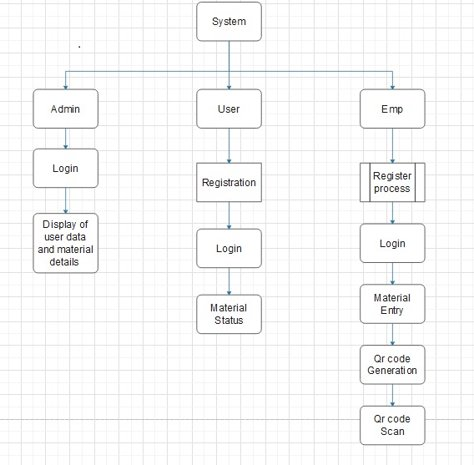 System
Admin
User
Emp
Login
Registration
Register
process
Display of
user data
and material
details
Login
Login
Material
Status
Material
Entry
Qr code
Generation
Qr code
Scan